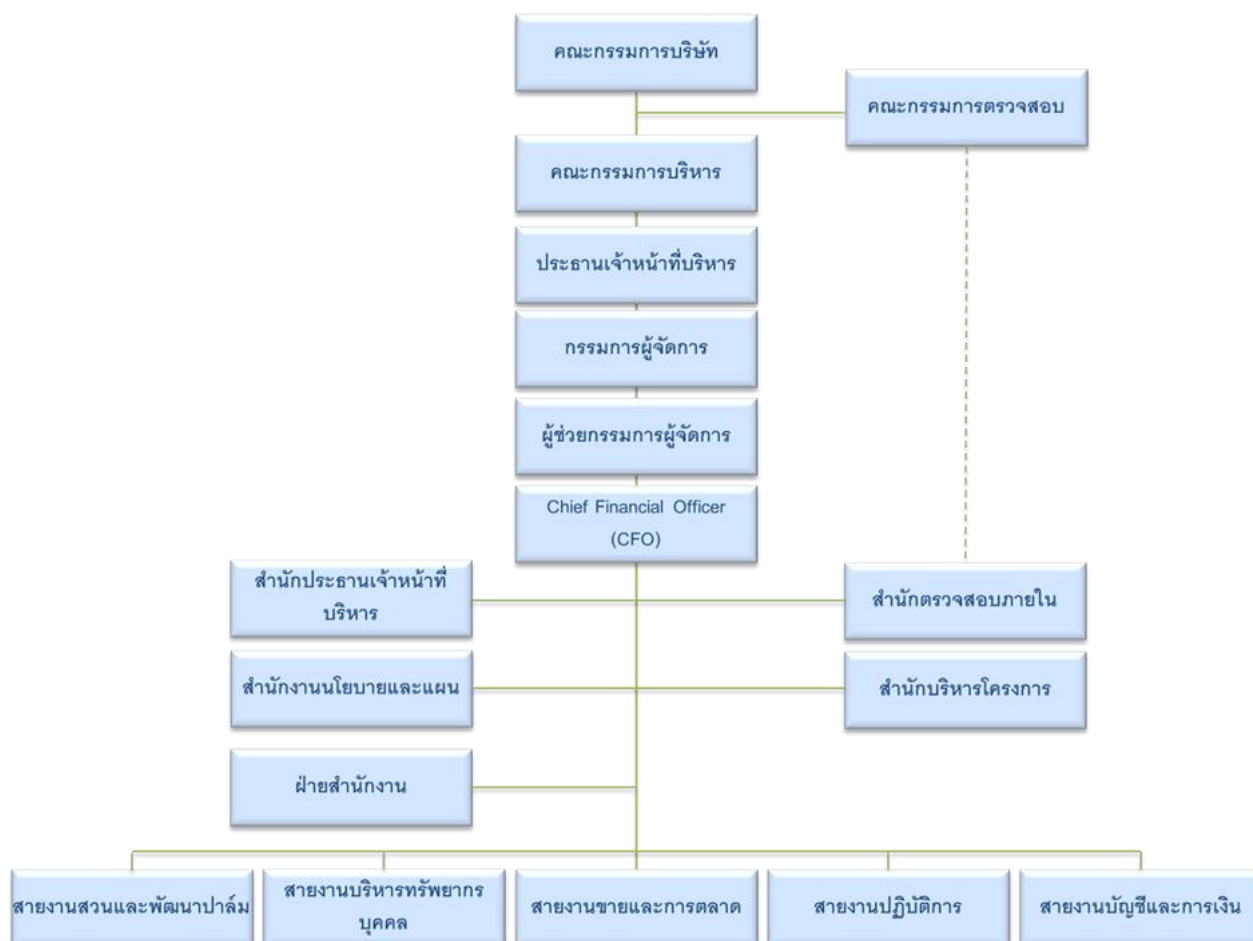 คณะกรรมการบริษัท
คณะกรรมการตรวจสอบ
คณะกรรมการบริหาร
ประธานเจ้าหน้าที่บริหาร
กรรมการผู้จัดการ
ผู้ช่วยกรรมการผู้จัดการ
Chief Financial Officer
(CFO)
สำนักประธานเจ้าหน้าที่
บริหาร
สำนักตรวจสอบภายใน
สำนักงานนโยบายและแผน
สำนักบริหารโครงการ
ฝ่ายสำนักงาน
สายงานสวนและพัฒนาปาล์ม
สายงานบริหารทรัพยากร
บุคคล
สายงานขายและการตลาด
สายงานปฏิบัติการ
สายงานบัญชีและการเงิน